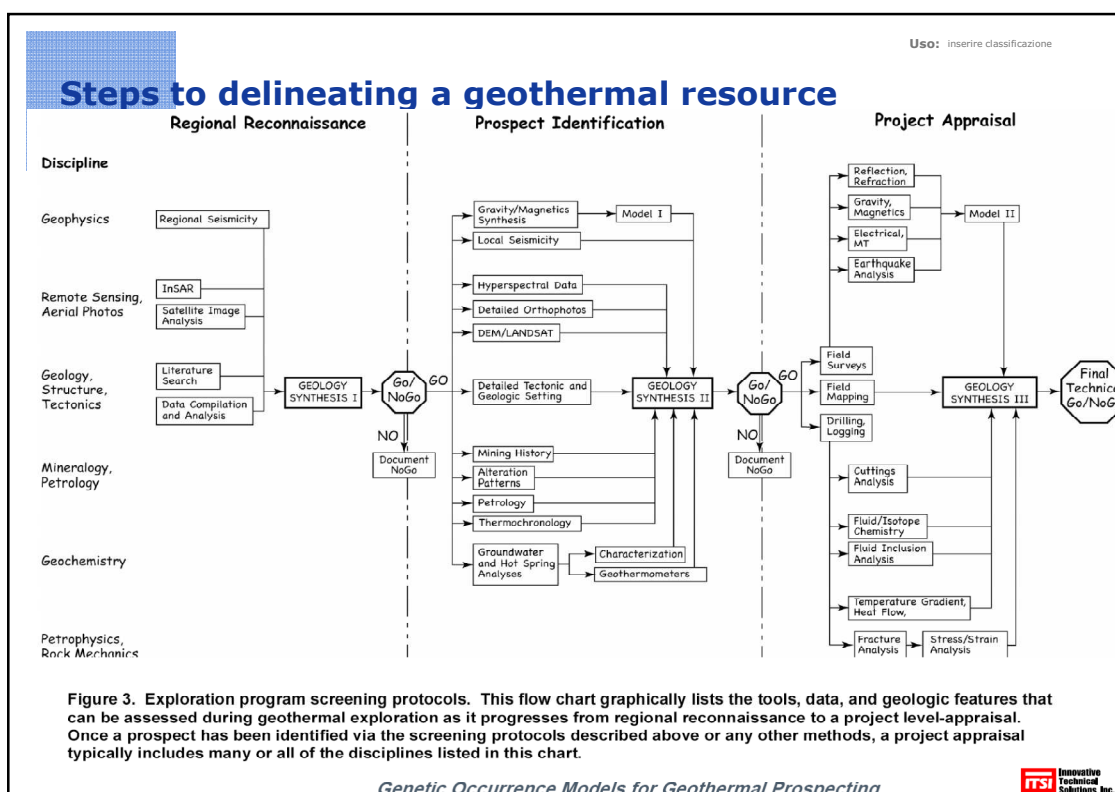 Uso: inserire classificazione
Steps to delineating a geothermal resource
Regional Reconnaissance
Prospect Identification
Project Appraisal
Discipline
Geophysics
Regional Seismicity
Gravity/Magnetics
Synthesis
Model I
Local Seismicity
Reflection,
Refraction
Gravity,
Magnetics
Model II
Electrical,
MT
Earthquake
Analysis
Remote Sensing,
Aerial Photos
InSAR
Satellite Image
Analysis
Hyperspectral Data
Detailed Orthophotos
DEM/LANDSAT
Geology,
Structure,
Tectonics
Literature
Search
Data Compilation
and Analysis
GEOLOGY
SYNTHESIS I
Go/
NoGo
GO
NO
Document
NoGo
Detailed Tectonic and
Geologic Setting
GEOLOGY
SYNTHESIS II
Go/
NoGo
GO
NO
Document
NoGo
Field
Surveys
Field
Mapping
Drilling,
Logging
GEOLOGY
SYNTHESIS III
Final
Technica
Go/NoG
Mineralogy,
Petrology
Mining History
Alteration
Patterns
Petrology
Thermochronology
Cuttings
Analysis
Geochemistry
Groundwater
and Hot Spring
Analyses
Characterization
Geothermometers
Fluid/Isotope
Chemistry
Fluid Inclusion
Analysis
Temperature Gradient,
Heat Flow,
Petrophysics,
Rock Mechanics
Fracture
Analysis
Stress/Strain
Analysis
Figure 3. Exploration program screening protocols. This flow chart graphically lists the tools, data, and geologic features that
can be assessed during geothermal exploration as it progresses from regional reconnaissance to a project level-appraisal.
Once a prospect has been identified via the screening protocols described above or any other methods, a project appraisal
typically includes many or all of the disciplines listed in this chart.
Genetic Occurrence Models for Geothermal Prospecting
ITSI
Innovative
Technical
Solutions, Inc.